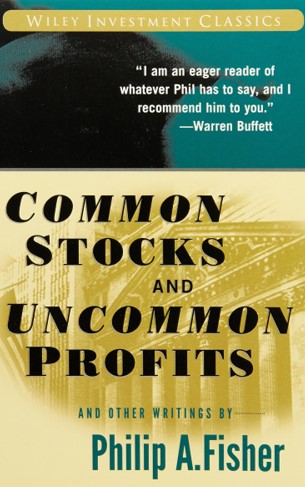 WILEY INVESTMENT CLASSICS
“I am an eager reader of
whatever Phil has to say, and I
recommend him to you.”
—Warren Buffett
COMMON
STOCKS
AND
UNCOMMON
PROFITS
AND OTHER WRITINGS BY
Philip A. Fisher